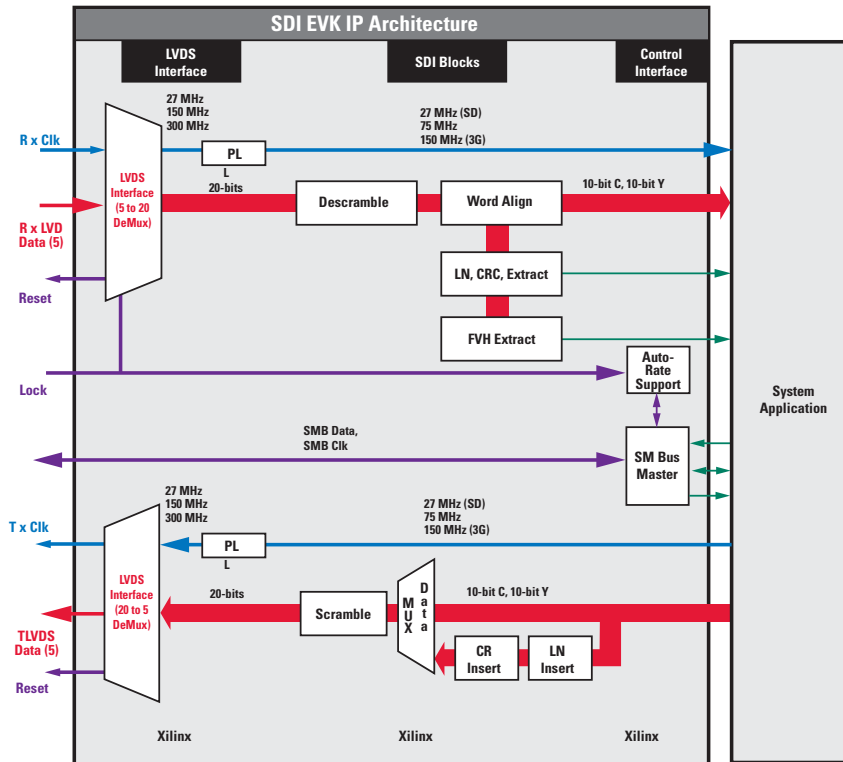 SDI EVK IP Architecture
LVDS
Interface
SDI Blocks
Control
Interface
27 MHz
150 MHz
300 MHz
27 MHz (SD)
75 MHz
150 MHz (3G)
R x Clk
PL
L
LVDS
Interface
(5 to 20
DeMux)
20-bits
Descramble
Word Align
10-bit C, 10-bit Y
R x LVD
Data (5)
LN, CRC, Extract
Reset
FVH Extract
Auto-
Rate
Support
Lock
System
Application
SMB Data,
SMB Clk
SM Bus
Master
27 MHz
150 MHz
300 MHz
27 MHz (SD)
75 MHz
150 MHz (3G)
T x Clk
PL
L
LVDS
Interface
(20 to 5
DeMux)
20-bits
Scramble
MUX
Data
10-bit C, 10-bit Y
TLVDS
Data (5)
CR
Insert
LN
Insert
Reset
Xilinx
Xilinx
Xilinx